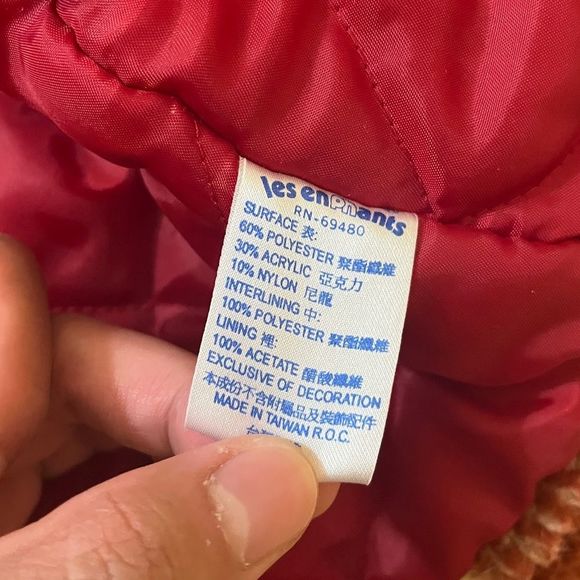 les enphants
RN-69480
SURFACE 表:
60% POLYESTER 聚酯纖維
30% ACRYLIC 亞克力
10% NYLON 尼龍
INTERLINING 中:
100% POLYESTER 聚酯纖維
LINING 裡:
100% ACETATE 醋酸纖維
EXCLUSIVE OF DECORATION
本成份不含附屬品及裝飾配件
MADE IN TAIWAN R.O.C.